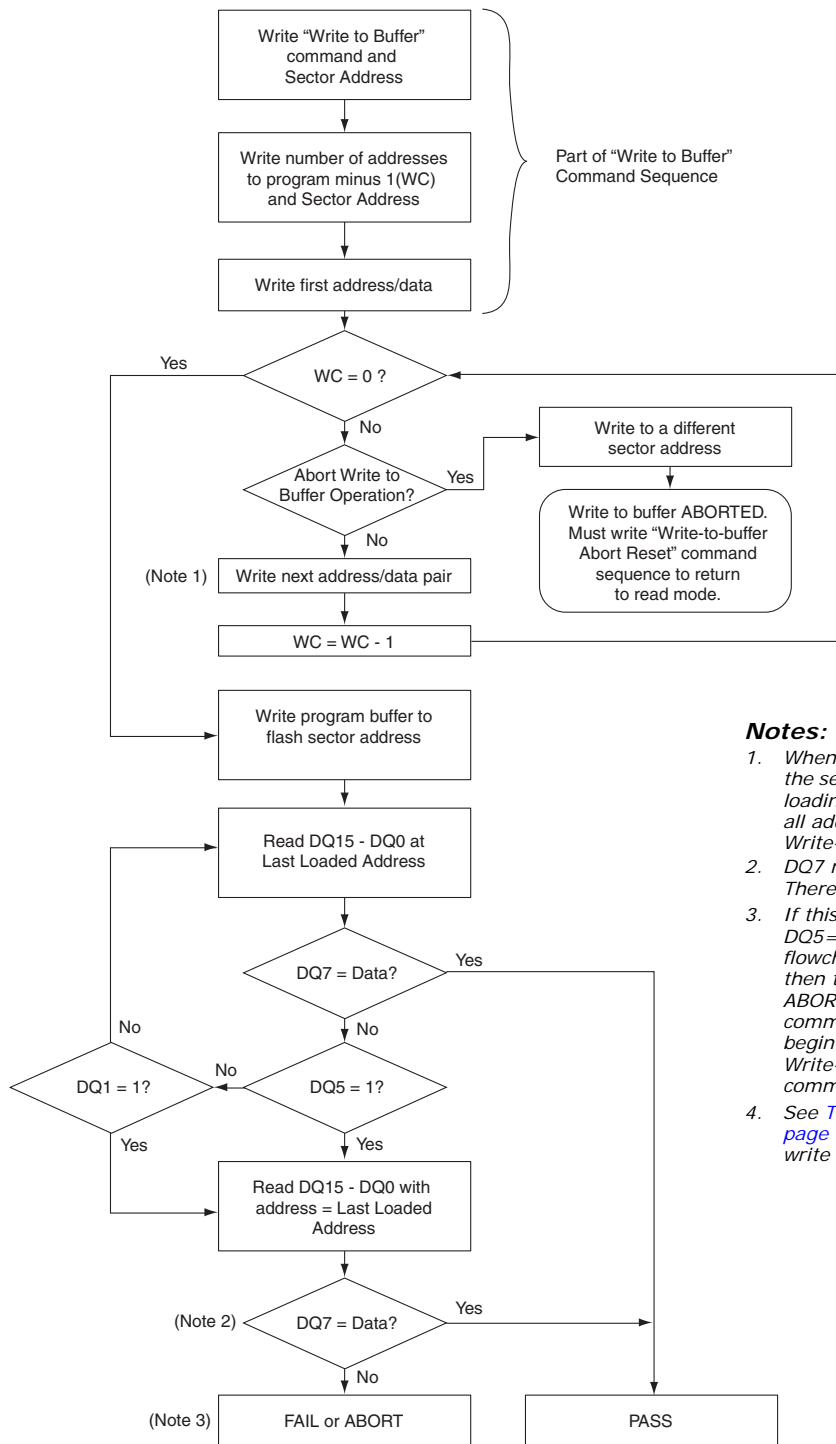 Write “Write to Buffer”
command and
Sector Address
Write number of addresses
to program minus 1(WC)
and Sector Address
Part of “Write to Buffer”
Command Sequence
Write first address/data
Yes
WC = 0 ?
No
Abort Write to
Buffer Operation?
Yes
Write to a different
sector address
Write to buffer ABORTED.
Must write “Write-to-buffer
Abort Reset” command
sequence to return
to read mode.
No
(Note 1)
Write next address/data pair
WC = WC - 1
Write program buffer to
flash sector address
Read DQ15 - DQ0 at
Last Loaded Address
DQ7 = Data?
Yes
No
No
DQ1 = 1?
No
DQ5 = 1?
Yes
Yes
Read DQ15 - DQ0 with
address = Last Loaded
Address
(Note 2)
DQ7 = Data?
Yes
No
(Note 3)
FAIL or ABORT
PASS
Notes:
1. When
the se
loadin
all add
Write-
2. DQ7 m
There
3. If this
DQ5=
flowch
then t
ABOR
comm
begin
Write-
comm
4. See T
page
write